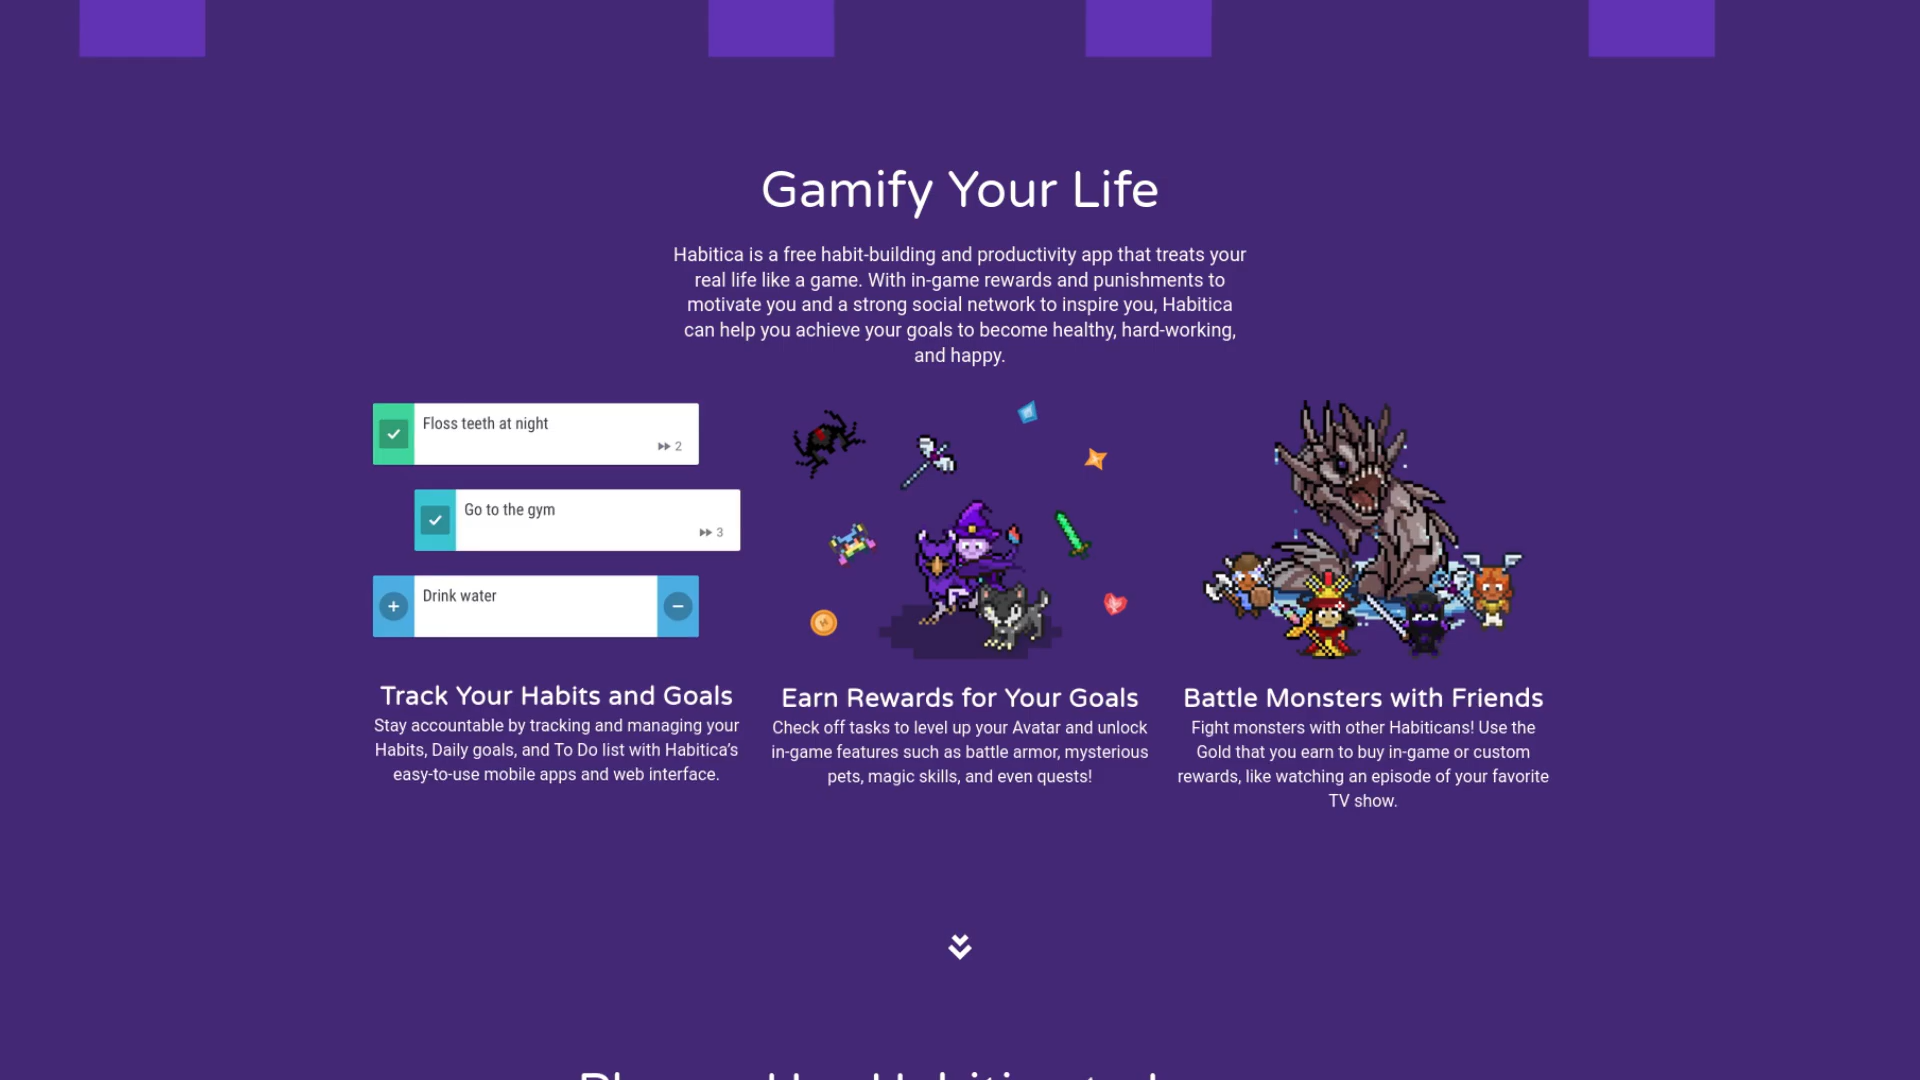 Gamify Your Life
Habitica is a free habit-building and productivity app that treats your
real life like a game. With in-game rewards and punishments to
motivate you and a strong social network to inspire you, Habitica
can help you achieve your goals to become healthy, hard-working,
and happy.
Floss teeth at night
2
Go to the gym
3
Drink water
Track Your Habits and Goals
Stay accountable by tracking and managing your
Habits, Daily goals, and To Do list with Habitica’s
easy-to-use mobile apps and web interface.
Earn Rewards for Your Goals
Check off tasks to level up your Avatar and unlock
in-game features such as battle armor, mysterious
pets, magic skills, and even quests!
Battle Monsters with Friends
Fight monsters with other Habiticans! Use the
Gold that you earn to buy in-game or custom
rewards, like watching an episode of your favorite
TV show.